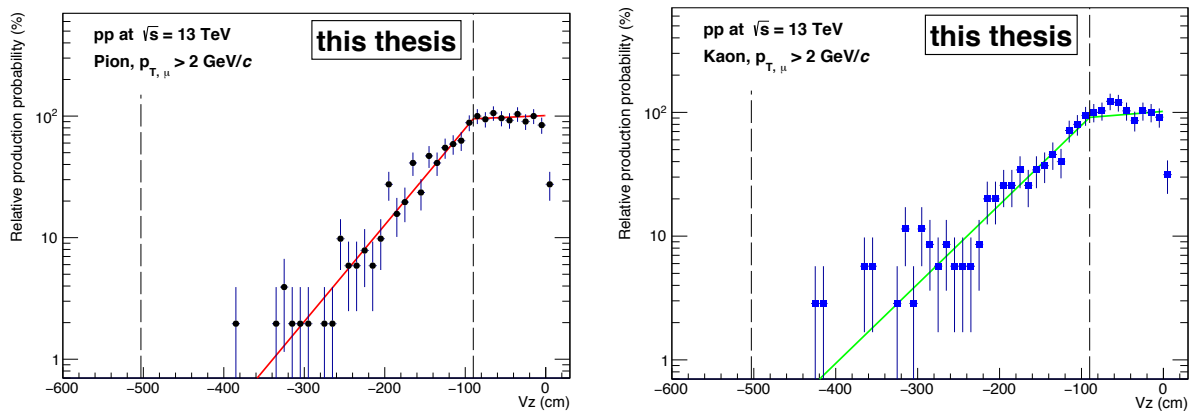 Relative production probability (%)
pp at √s = 13 TeV
Pion, p_{T, μ} > 2 GeV/c
this thesis
10²
10
1
−600 −500 −400 −300 −200 −100 0
Vz (cm)
Relative production probability (%)
pp at √s = 13 TeV
Kaon, p_{T, μ} > 2 GeV/c
this thesis
10²
10
1
−600 −500 −400 −300 −200 −100 0
Vz (cm)